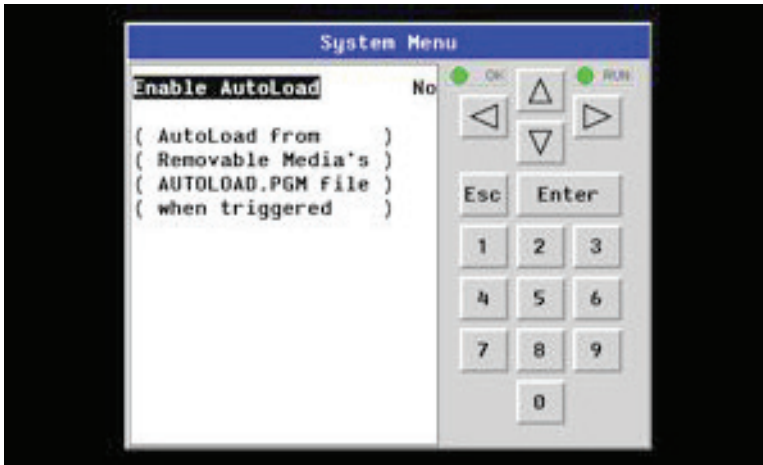 System Menu
Enable AutoLoad No
( AutoLoad from )
( Removable Media's )
( AUTOLOAD.PGM file )
( when triggered )
OK
RUN
Esc Enter
1 2 3
4 5 6
7 8 9
0